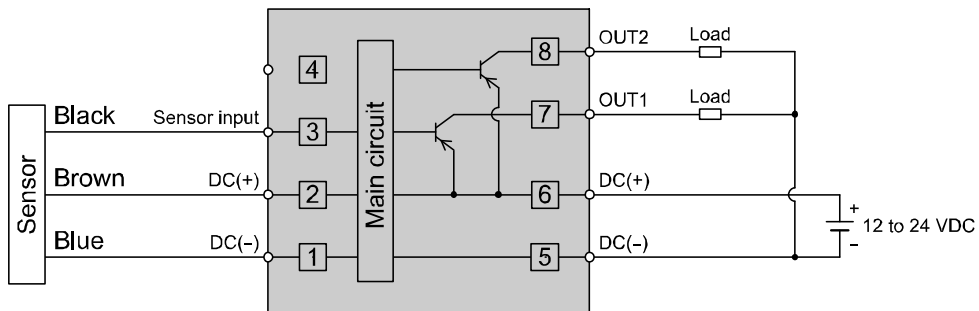 8
OUT2
Load
4
Black
Sensor input
3
7
OUT1
Load
Sensor
Brown
DC(+)
2
Main circuit
6
DC(+)
+
12 to 24 VDC
−
Blue
DC(−)
1
5
DC(−)